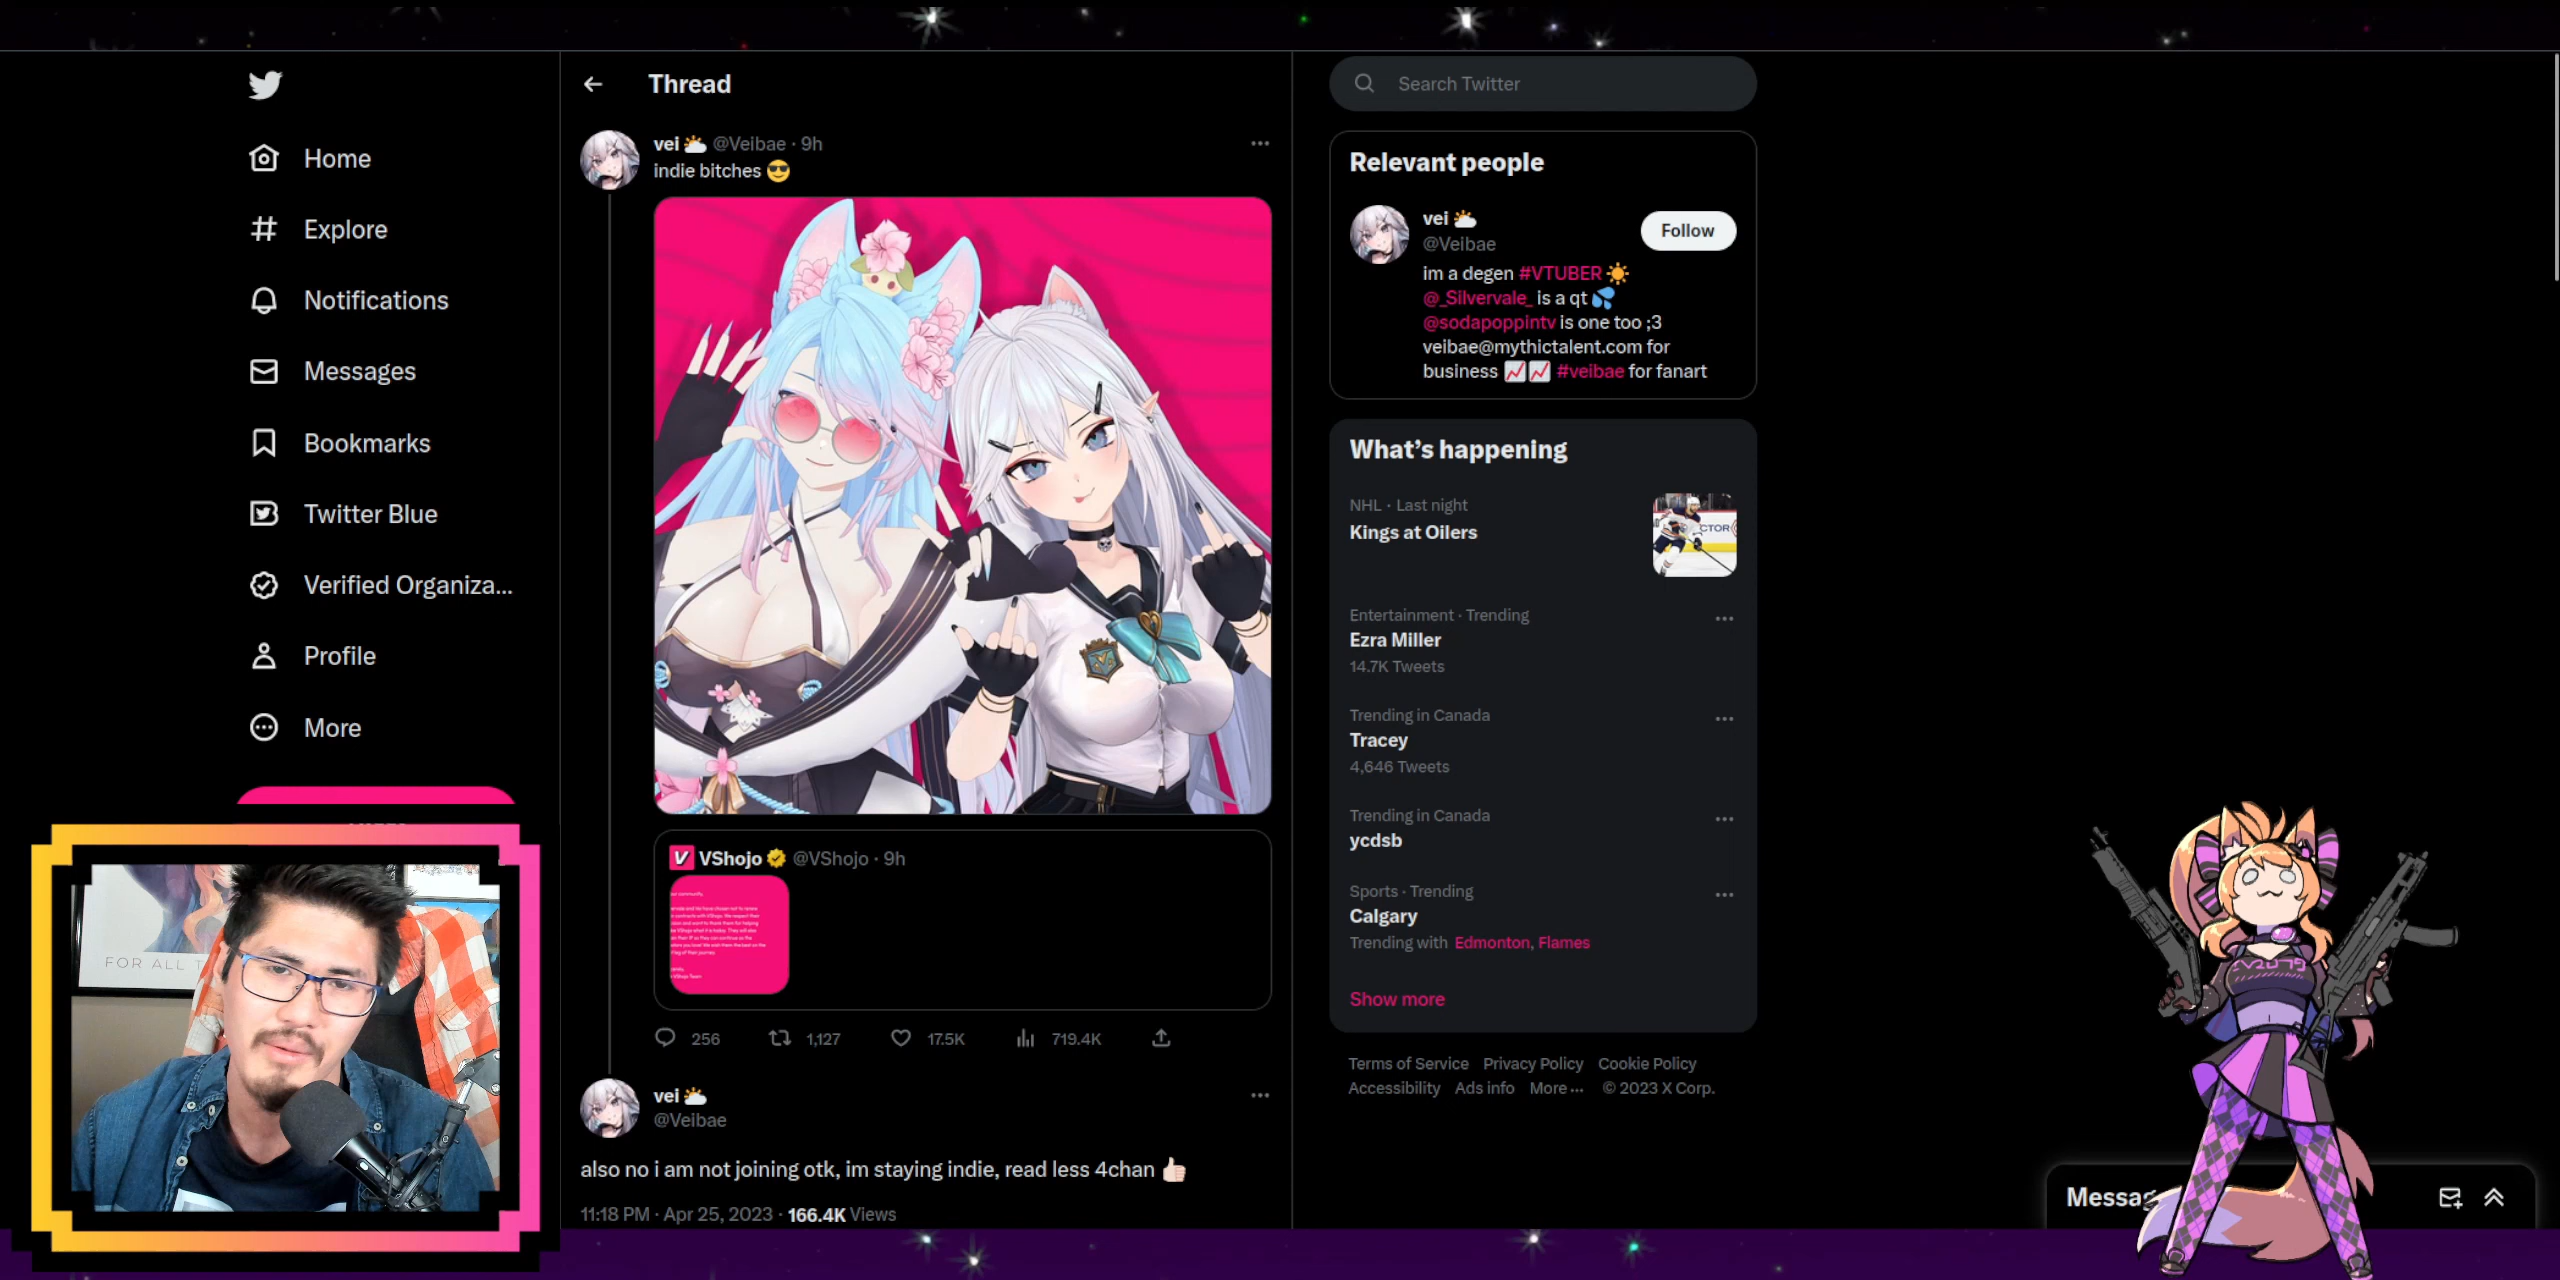 Home
Explore
Notifications
Messages
Bookmarks
Twitter Blue
Verified Organiza...
Profile
More
FOR ALL T
Thread
vei @Veibae · 9h
indie bitches 😎
VShojo @VShojo · 9h
our community,
256 1,127 17.5K 719.4K
vei
@Veibae
also no i am not joining otk, im staying indie, read less 4chan 👍🏻
11:18 PM · Apr 25, 2023 · 166.4K Views
Search Twitter
Relevant people
vei
@Veibae
Follow
im a degen #VTUBER ☀️
@_Silvervale_ is a qt 💦
@sodapoppintv is one too ;3
veibae@mythictalent.com for
business 📈📈 #veibae for fanart
What's happening
NHL · Last night
Kings at Oilers
Entertainment · Trending
Ezra Miller
14.7K Tweets
Trending in Canada
Tracey
4,646 Tweets
Trending in Canada
ycdsb
Sports · Trending
Calgary
Trending with Edmonton, Flames
Show more
Terms of Service Privacy Policy Cookie Policy
Accessibility Ads info More ··· © 2023 X Corp.
Messag